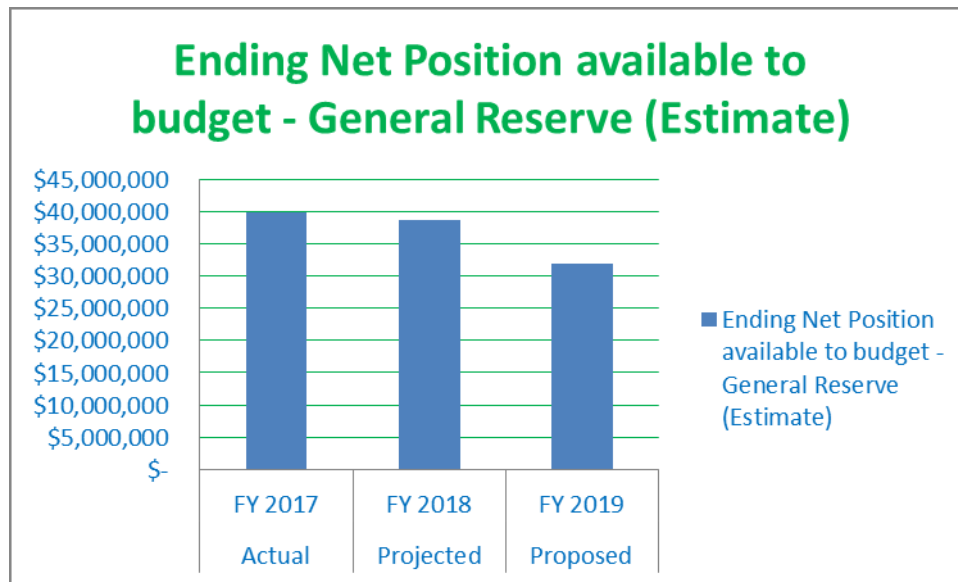 Ending Net Position available to
budget - General Reserve (Estimate)
$45,000,000
$40,000,000
$35,000,000
$30,000,000
$25,000,000
$20,000,000
$15,000,000
$10,000,000
$5,000,000
$-
FY 2017
FY 2018
FY 2019
Actual
Projected
Proposed
Ending Net Position
available to budget -
General Reserve
(Estimate)